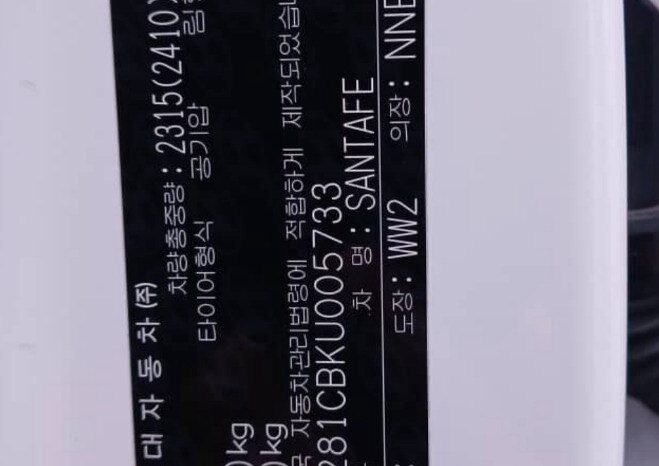 대 자 동 차 (주)
차량총중량 : 2315(2410)
타이어형식 공기압
kg
kg
자동차관리법령에 적합하게 제작되었습
281CBKU005733
차 명 : SANTAFE
도장 : WW2 의장 : NNB